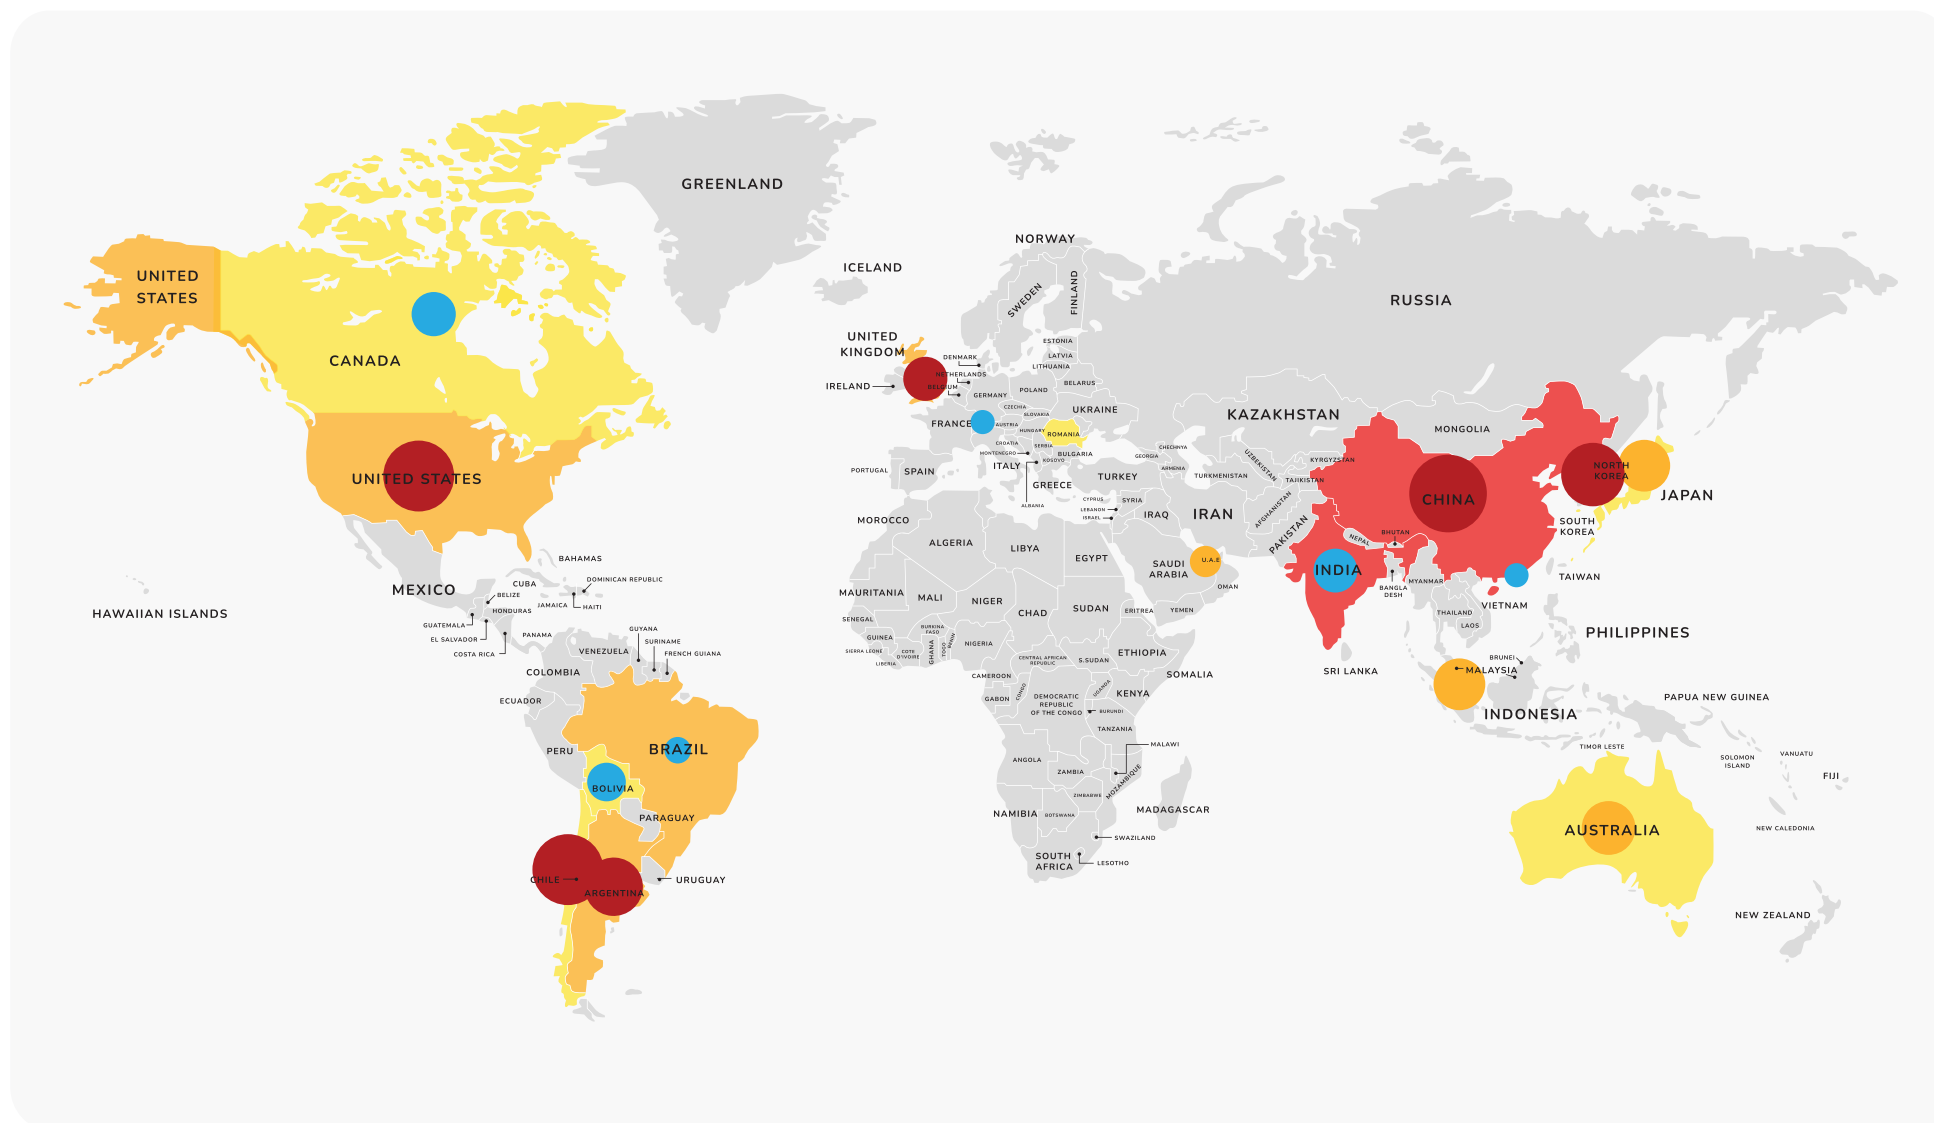 GREENLAND
NORWAY
ICELAND
SWEDEN
FINLAND
RUSSIA
UNITED
STATES
CANADA
UNITED
KINGDOM
ESTONIA
LATVIA
LITHUANIA
DENMARK
NETHERLANDS
BELGIUM
IRELAND
GERMANY
POLAND
BELARUS
CZECHIA
SLOVAKIA
UKRAINE
FRANCE
AUSTRIA
HUNGARY
ROMANIA
CROATIA
SERBIA
MONTENEGRO
KOSOVO
BULGARIA
ITALY
PORTUGAL
SPAIN
GREECE
ALBANIA
TURKEY
CHECHNYA
GEORGIA
ARMENIA
KAZAKHSTAN
MONGOLIA
UZBEKISTAN
KYRGYZSTAN
TURKMENISTAN
TAJIKISTAN
AFGHANISTAN
UNITED STATES
CHINA
NORTH
KOREA
JAPAN
SOUTH
KOREA
CYPRUS
LEBANON
ISRAEL
SYRIA
IRAQ
IRAN
PAKISTAN
NEPAL
BHUTAN
MOROCCO
ALGERIA
LIBYA
EGYPT
SAUDI
ARABIA
U.A.E
OMAN
YEMEN
INDIA
BANGLA
DESH
MYANMAR
TAIWAN
VIETNAM
THAILAND
LAOS
PHILIPPINES
HAWAIIAN ISLANDS
MEXICO
BAHAMAS
CUBA
DOMINICAN REPUBLIC
BELIZE
JAMAICA
HAITI
HONDURAS
GUATEMALA
EL SALVADOR
COSTA RICA
PANAMA
GUYANA
SURINAME
FRENCH GUIANA
VENEZUELA
COLOMBIA
ECUADOR
MAURITANIA
MALI
NIGER
CHAD
SUDAN
ERITREA
SENEGAL
GUINEA
SIERRA LEONE
LIBERIA
COTE
D'IVOIRE
BURKINA
FASO
GHANA
TOGO
BENIN
NIGERIA
CENTRAL AFRICAN
REPUBLIC
S.SUDAN
ETHIOPIA
SOMALIA
CAMEROON
GABON
CONGO
DEMOCRATIC
REPUBLIC
OF THE CONGO
UGANDA
KENYA
BURUNDI
TANZANIA
SRI LANKA
BRUNEI
MALAYSIA
INDONESIA
PAPUA NEW GUINEA
TIMOR LESTE
SOLOMON
ISLAND
VANUATU
FIJI
PERU
BRAZIL
BOLIVIA
PARAGUAY
CHILE
ARGENTINA
URUGUAY
ANGOLA
ZAMBIA
MALAWI
MOZAMBIQUE
ZIMBABWE
NAMIBIA
BOTSWANA
MADAGASCAR
SWAZILAND
SOUTH
AFRICA
LESOTHO
AUSTRALIA
NEW CALEDONIA
NEW ZEALAND